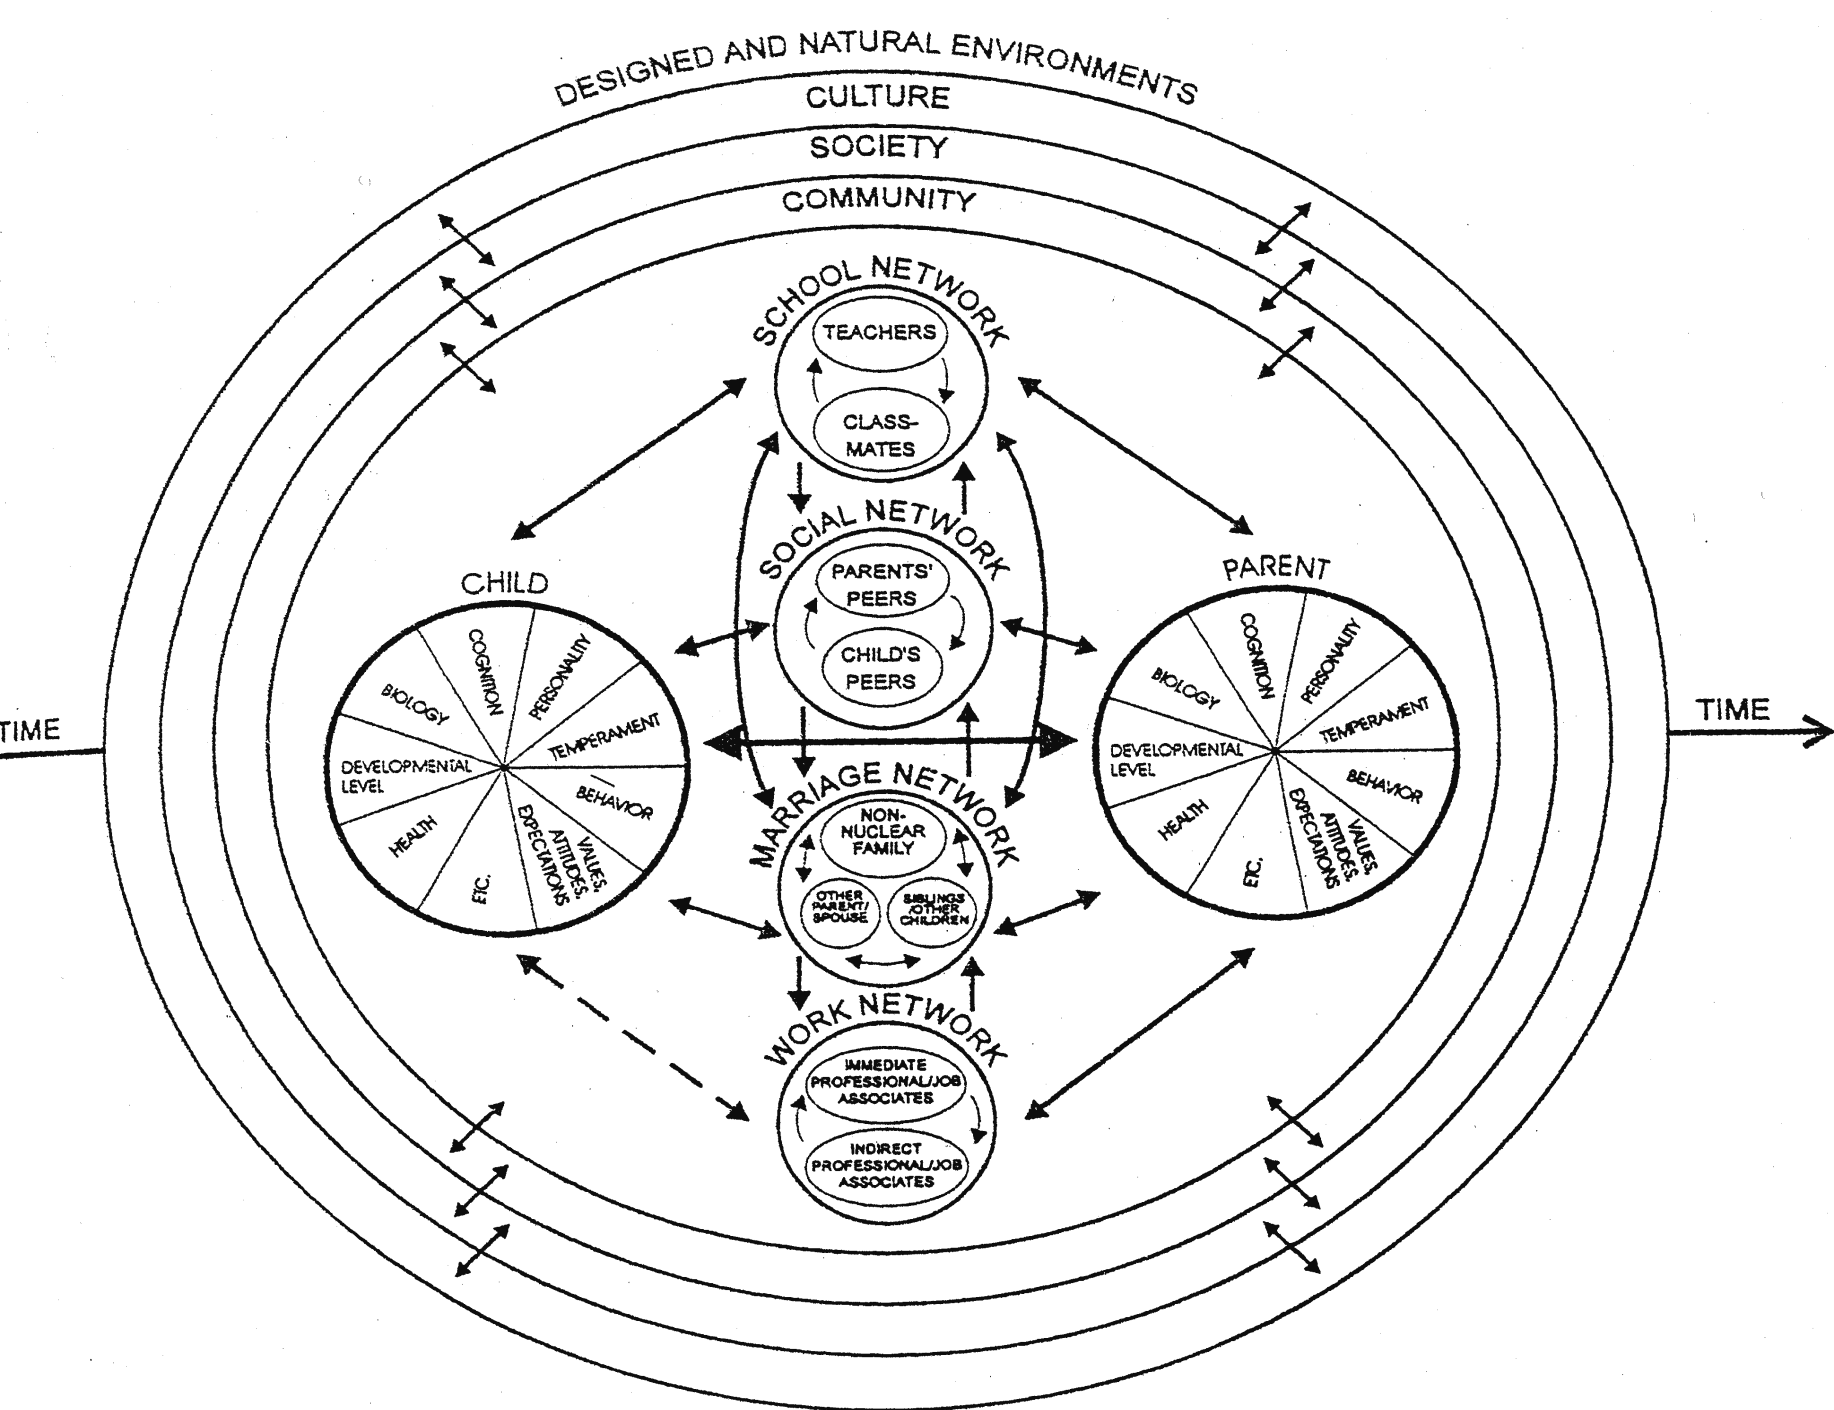 DESIGNED AND NATURAL ENVIRONMENTS
CULTURE
SOCIETY
COMMUNITY
SCHOOL NETWORK
TEACHERS
CLASS-
MATES
SOCIAL NETWORK
PARENTS'
PEERS
CHILD'S
PEERS
CHILD
COGNITION
PERSONALITY
BIOLOGY
TEMPERAMENT
DEVELOPMENTAL
LEVEL
BEHAVIOR
HEALTH
ETC.
VALUES,
ATTITUDES,
EXPECTATIONS
PARENT
COGNITION
PERSONALITY
BIOLOGY
TEMPERAMENT
DEVELOPMENTAL
LEVEL
BEHAVIOR
HEALTH
ETC.
VALUES,
ATTITUDES,
EXPECTATIONS
TIME
TIME
MARRIAGE NETWORK
NON-
NUCLEAR
FAMILY
OTHER
PARENT/
SPOUSE
SIBLINGS
/OTHER
CHILDREN
WORK NETWORK
IMMEDIATE
PROFESSIONAL/JOB
ASSOCIATES
INDIRECT
PROFESSIONAL/JOB
ASSOCIATES